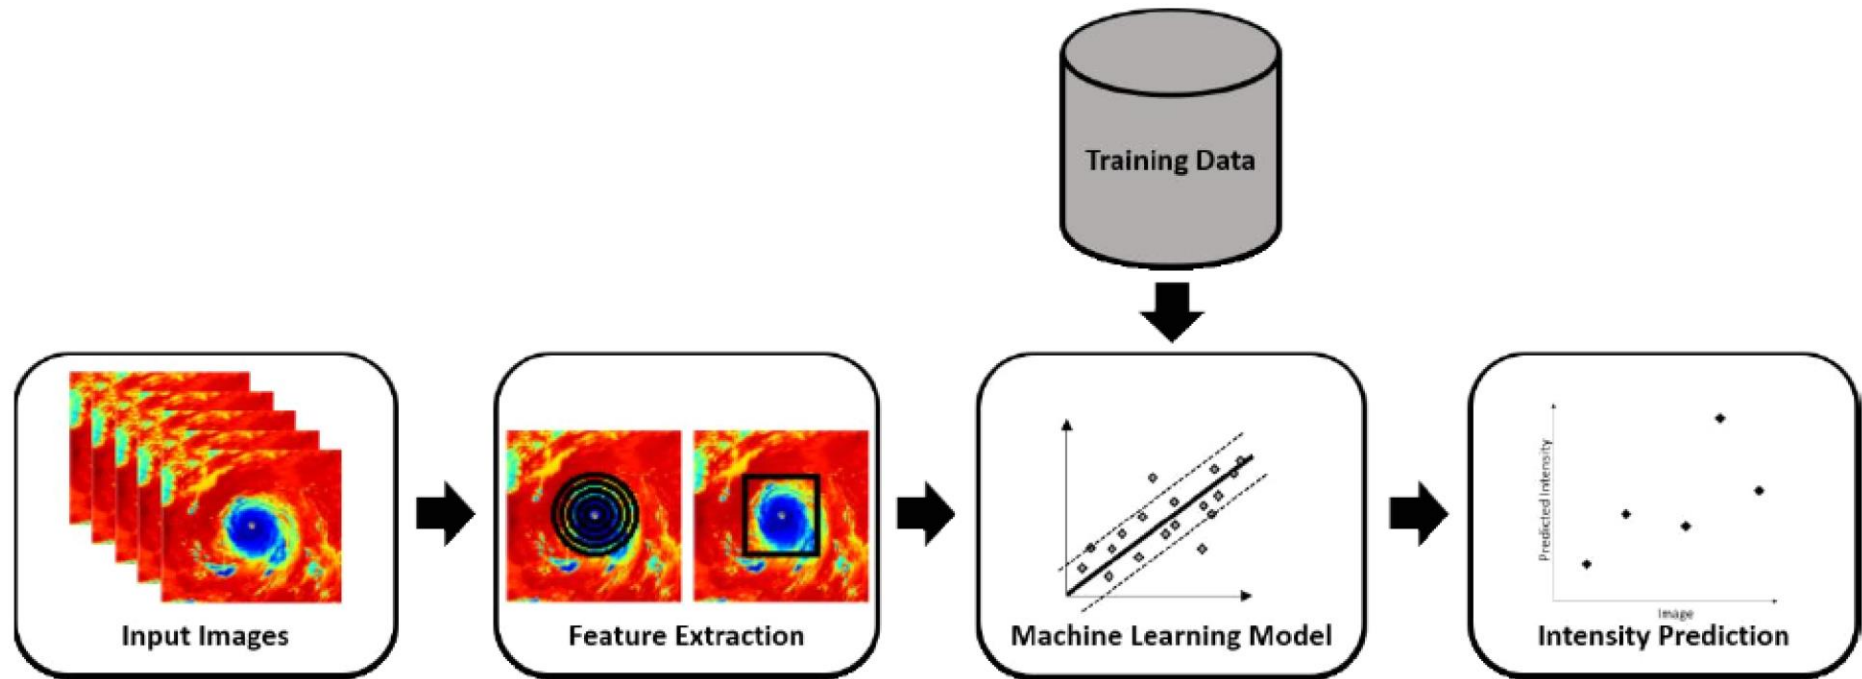 Training Data
Input Images
Feature Extraction
Machine Learning Model
Predicted Intensity
Image
Intensity Prediction